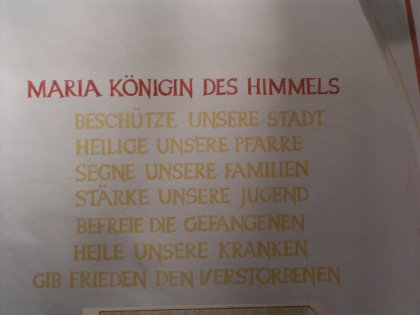 MARIA KÖNIGIN DES HIMMELS
BESCHÜTZE UNSERE STADT
HEILIGE UNSERE PFARRE
SEGNE UNSERE FAMILIEN
STÄRKE UNSERE JUGEND
BEFREIE DIE GEFANGENEN
HEILE UNSERE KRANKEN
GIB FRIEDEN DEN VERSTORBENEN